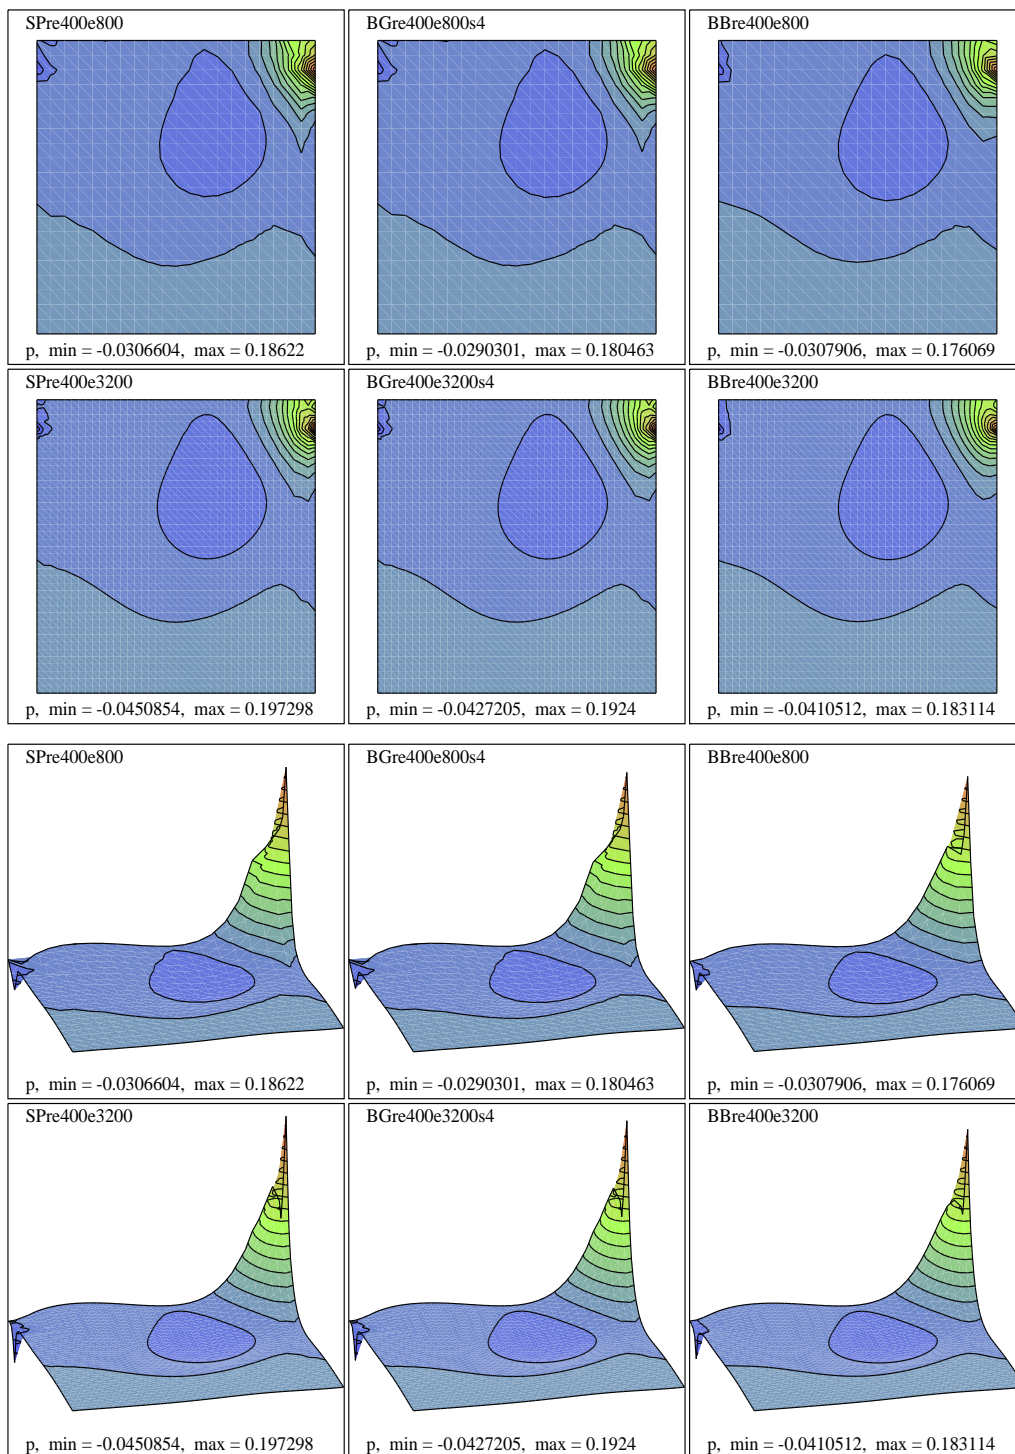 SPre400e800 BGre400e800s4 BBre400e800
p, min = -0.0306604, max = 0.18622 p, min = -0.0290301, max = 0.180463 p, min = -0.0307906, max = 0.176069
SPre400e3200 BGre400e3200s4 BBre400e3200
p, min = -0.0450854, max = 0.197298 p, min = -0.0427205, max = 0.1924 p, min = -0.0410512, max = 0.183114
SPre400e800 BGre400e800s4 BBre400e800
p, min = -0.0306604, max = 0.18622 p, min = -0.0290301, max = 0.180463 p, min = -0.0307906, max = 0.176069
SPre400e3200 BGre400e3200s4 BBre400e3200
p, min = -0.0450854, max = 0.197298 p, min = -0.0427205, max = 0.1924 p, min = -0.0410512, max = 0.183114